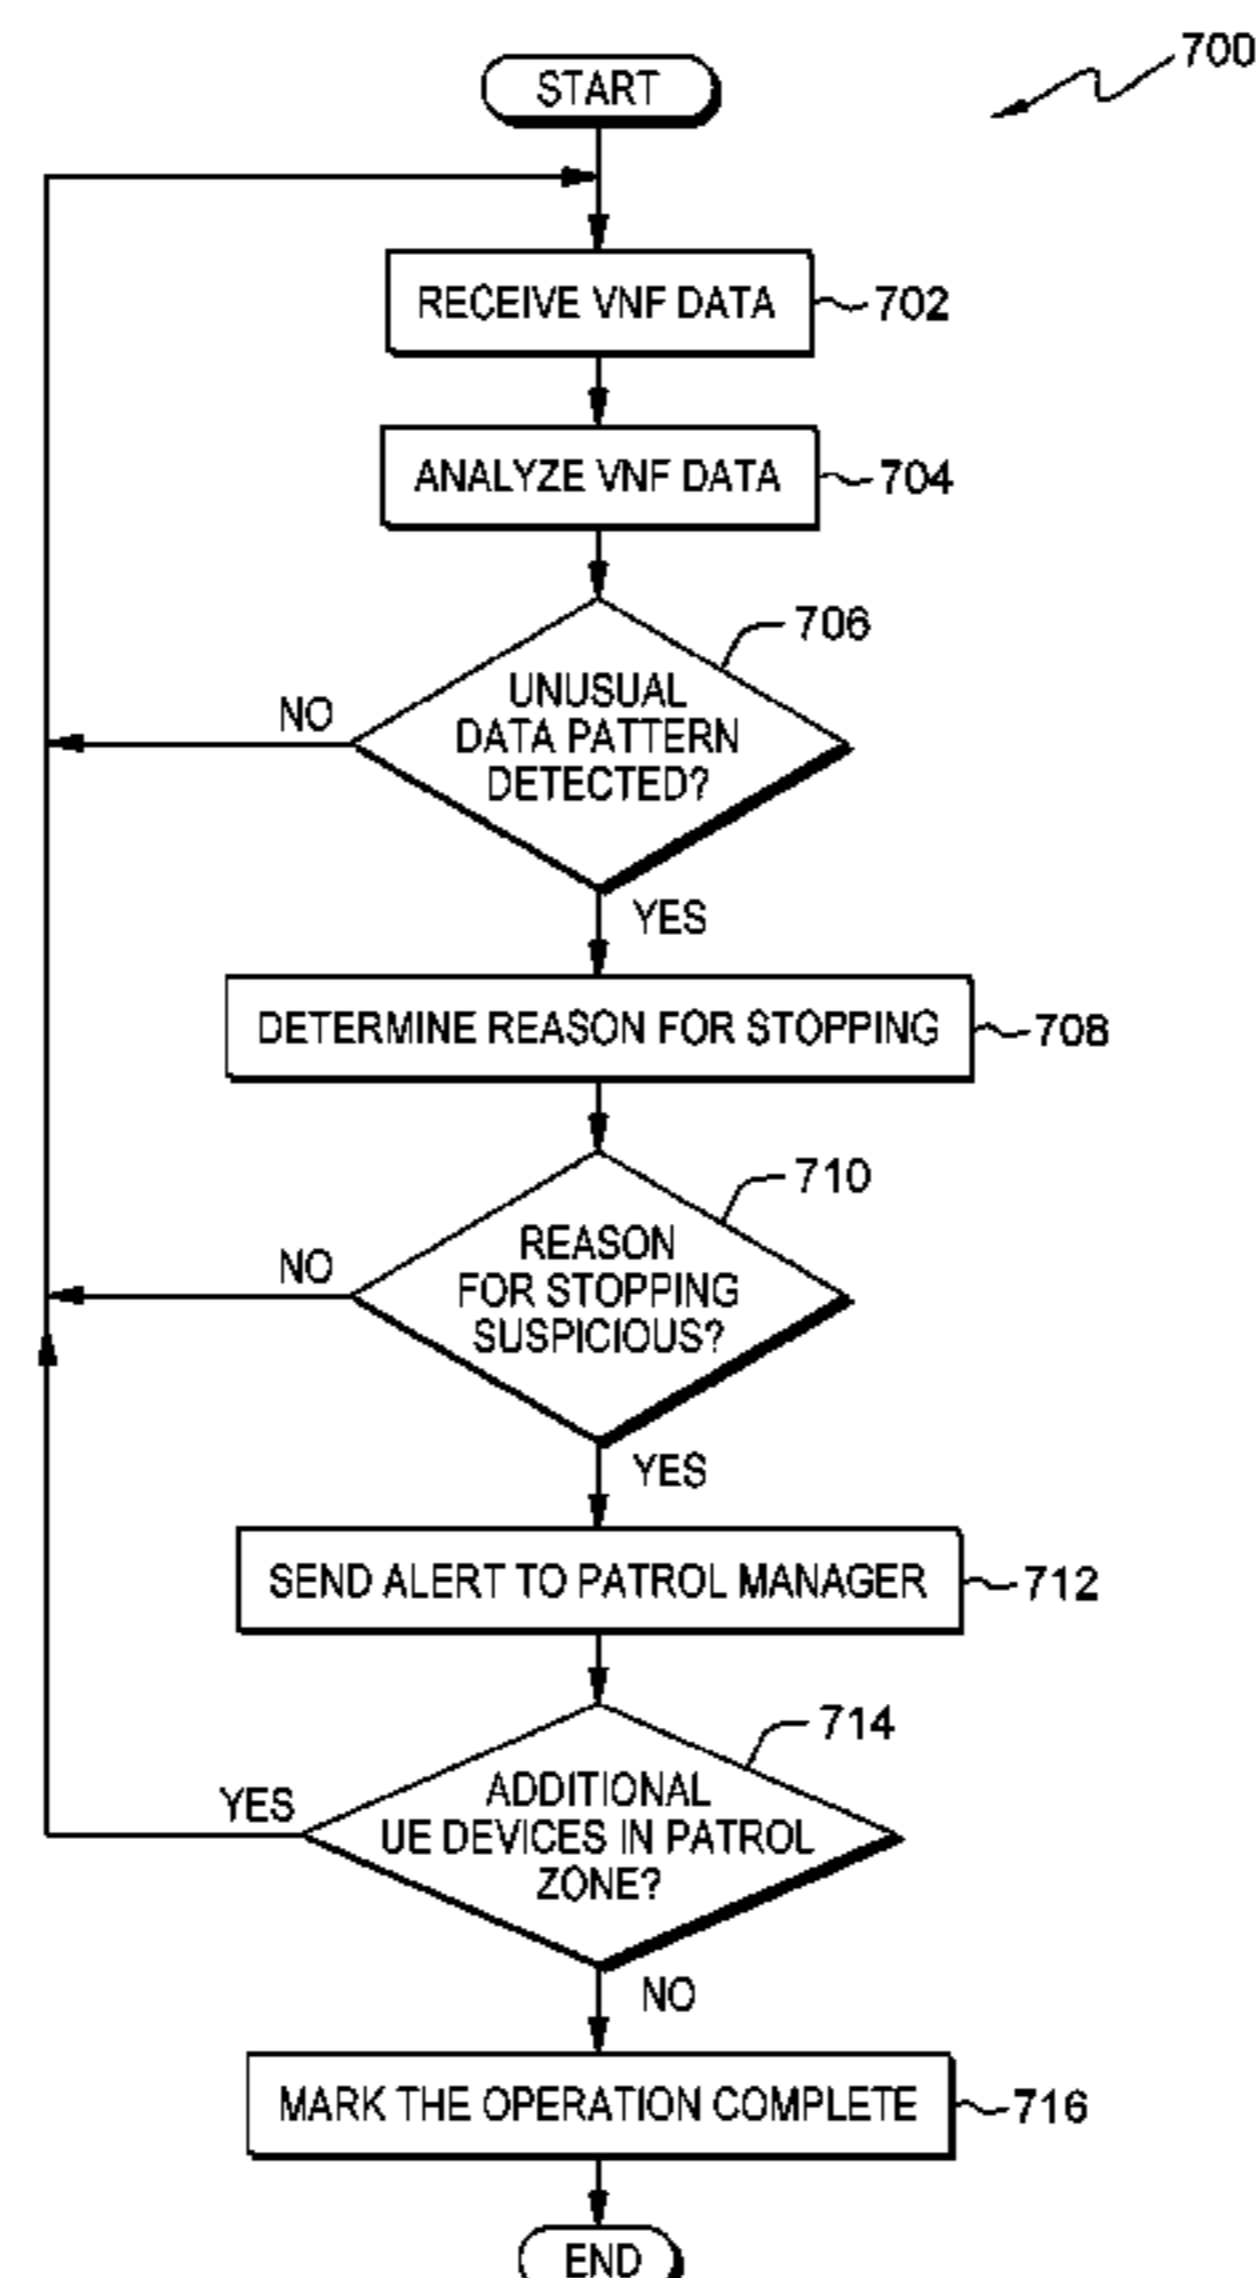 700
START
RECEIVE VNF DATA
702
ANALYZE VNF DATA
704
706
UNUSUAL
DATA PATTERN
DETECTED?
NO
YES
DETERMINE REASON FOR STOPPING
708
710
REASON
FOR STOPPING
SUSPICIOUS?
NO
YES
SEND ALERT TO PATROL MANAGER
712
714
ADDITIONAL
UE DEVICES IN PATROL
ZONE?
YES
NO
MARK THE OPERATION COMPLETE
716
END